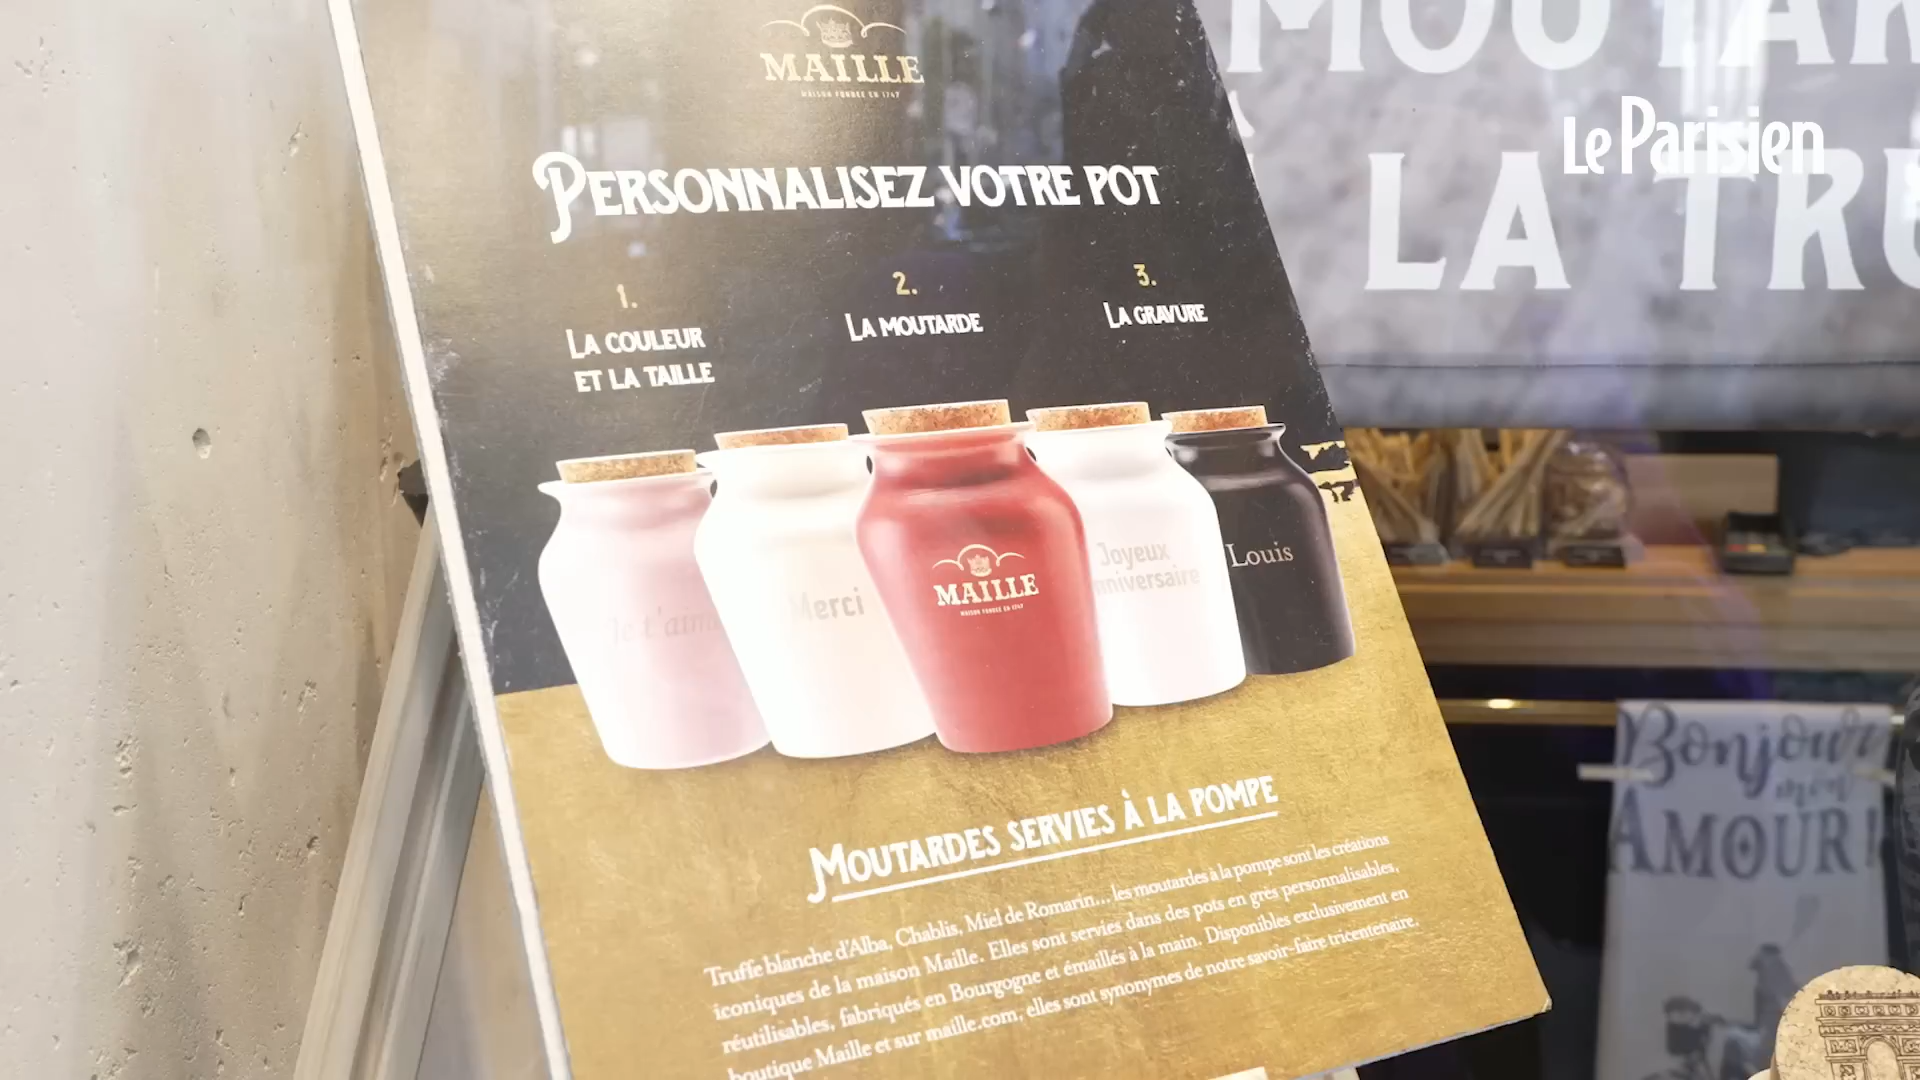 MAILLE
MAISON FONDÉE EN 1747
PERSONNALISEZ VOTRE POT
1.
LA COULEUR
ET LA TAILLE
2.
LA MOUTARDE
3.
LA GRAVURE
Je t'aime
Merci
MAILLE
MAISON FONDÉE EN 1747
Joyeux
nniversaire
Louis
MOUTARDES SERVIES À LA POMPE
Truffe blanche d'Alba, Chablis, Miel de Romarin... les moutardes à la pompe sont les créations
iconiques de la maison Maille. Elles sont servies dans des pots en grès personnalisables,
réutilisables, fabriqués en Bourgogne et émaillés à la main. Disponibles exclusivement en
boutique Maille et sur maille.com, elles sont synonymes de notre savoir-faire tricentenaire.
MOUTAR
LA TRU
Le Parisien
Bonjour
mon
AMOUR!